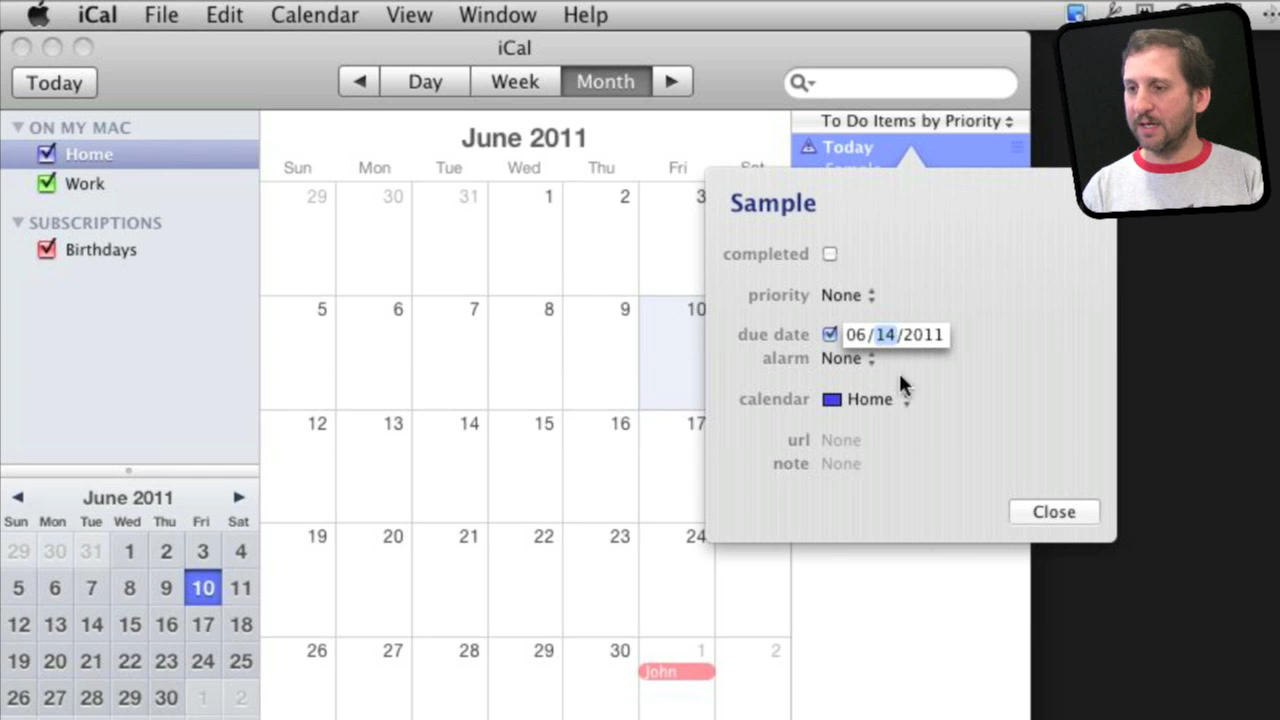 iCal File Edit Calendar View Window Help
iCal
Today
Day Week Month
ON MY MAC
Home
Work
SUBSCRIPTIONS
Birthdays
June 2011
Sun Mon Tue Wed Thu Fri Sat
29 30 31 1 2 3
5 6 7 8 9 10
12 13 14 15 16 17
19 20 21 22 23 24
26 27 28 29 30 1 2
John
To Do Items by Priority
Today
Sample
Sample
completed
priority None
due date 06/14/2011
alarm None
calendar Home
url None
note None
Close
June 2011
Sun Mon Tue Wed Thu Fri Sat
29 30 31 1 2 3 4
5 6 7 8 9 10 11
12 13 14 15 16 17 18
19 20 21 22 23 24 25
26 27 28 29 30 1 2